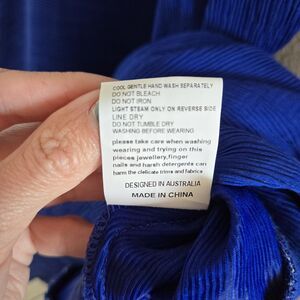 COOL GENTLE HAND WASH SEPARATELY
DO NOT BLEACH
DO NOT IRON
LIGHT STEAM ONLY ON REVERSE SIDE
LINE DRY
DO NOT TUMBLE DRY
WASHING BEFORE WEARING
please take care when washing
wearing and trying on this
pieces jewellery,finger
nails and harsh detergents can
harm the delicate trims and fabrics
DESIGNED IN AUSTRALIA
MADE IN CHINA